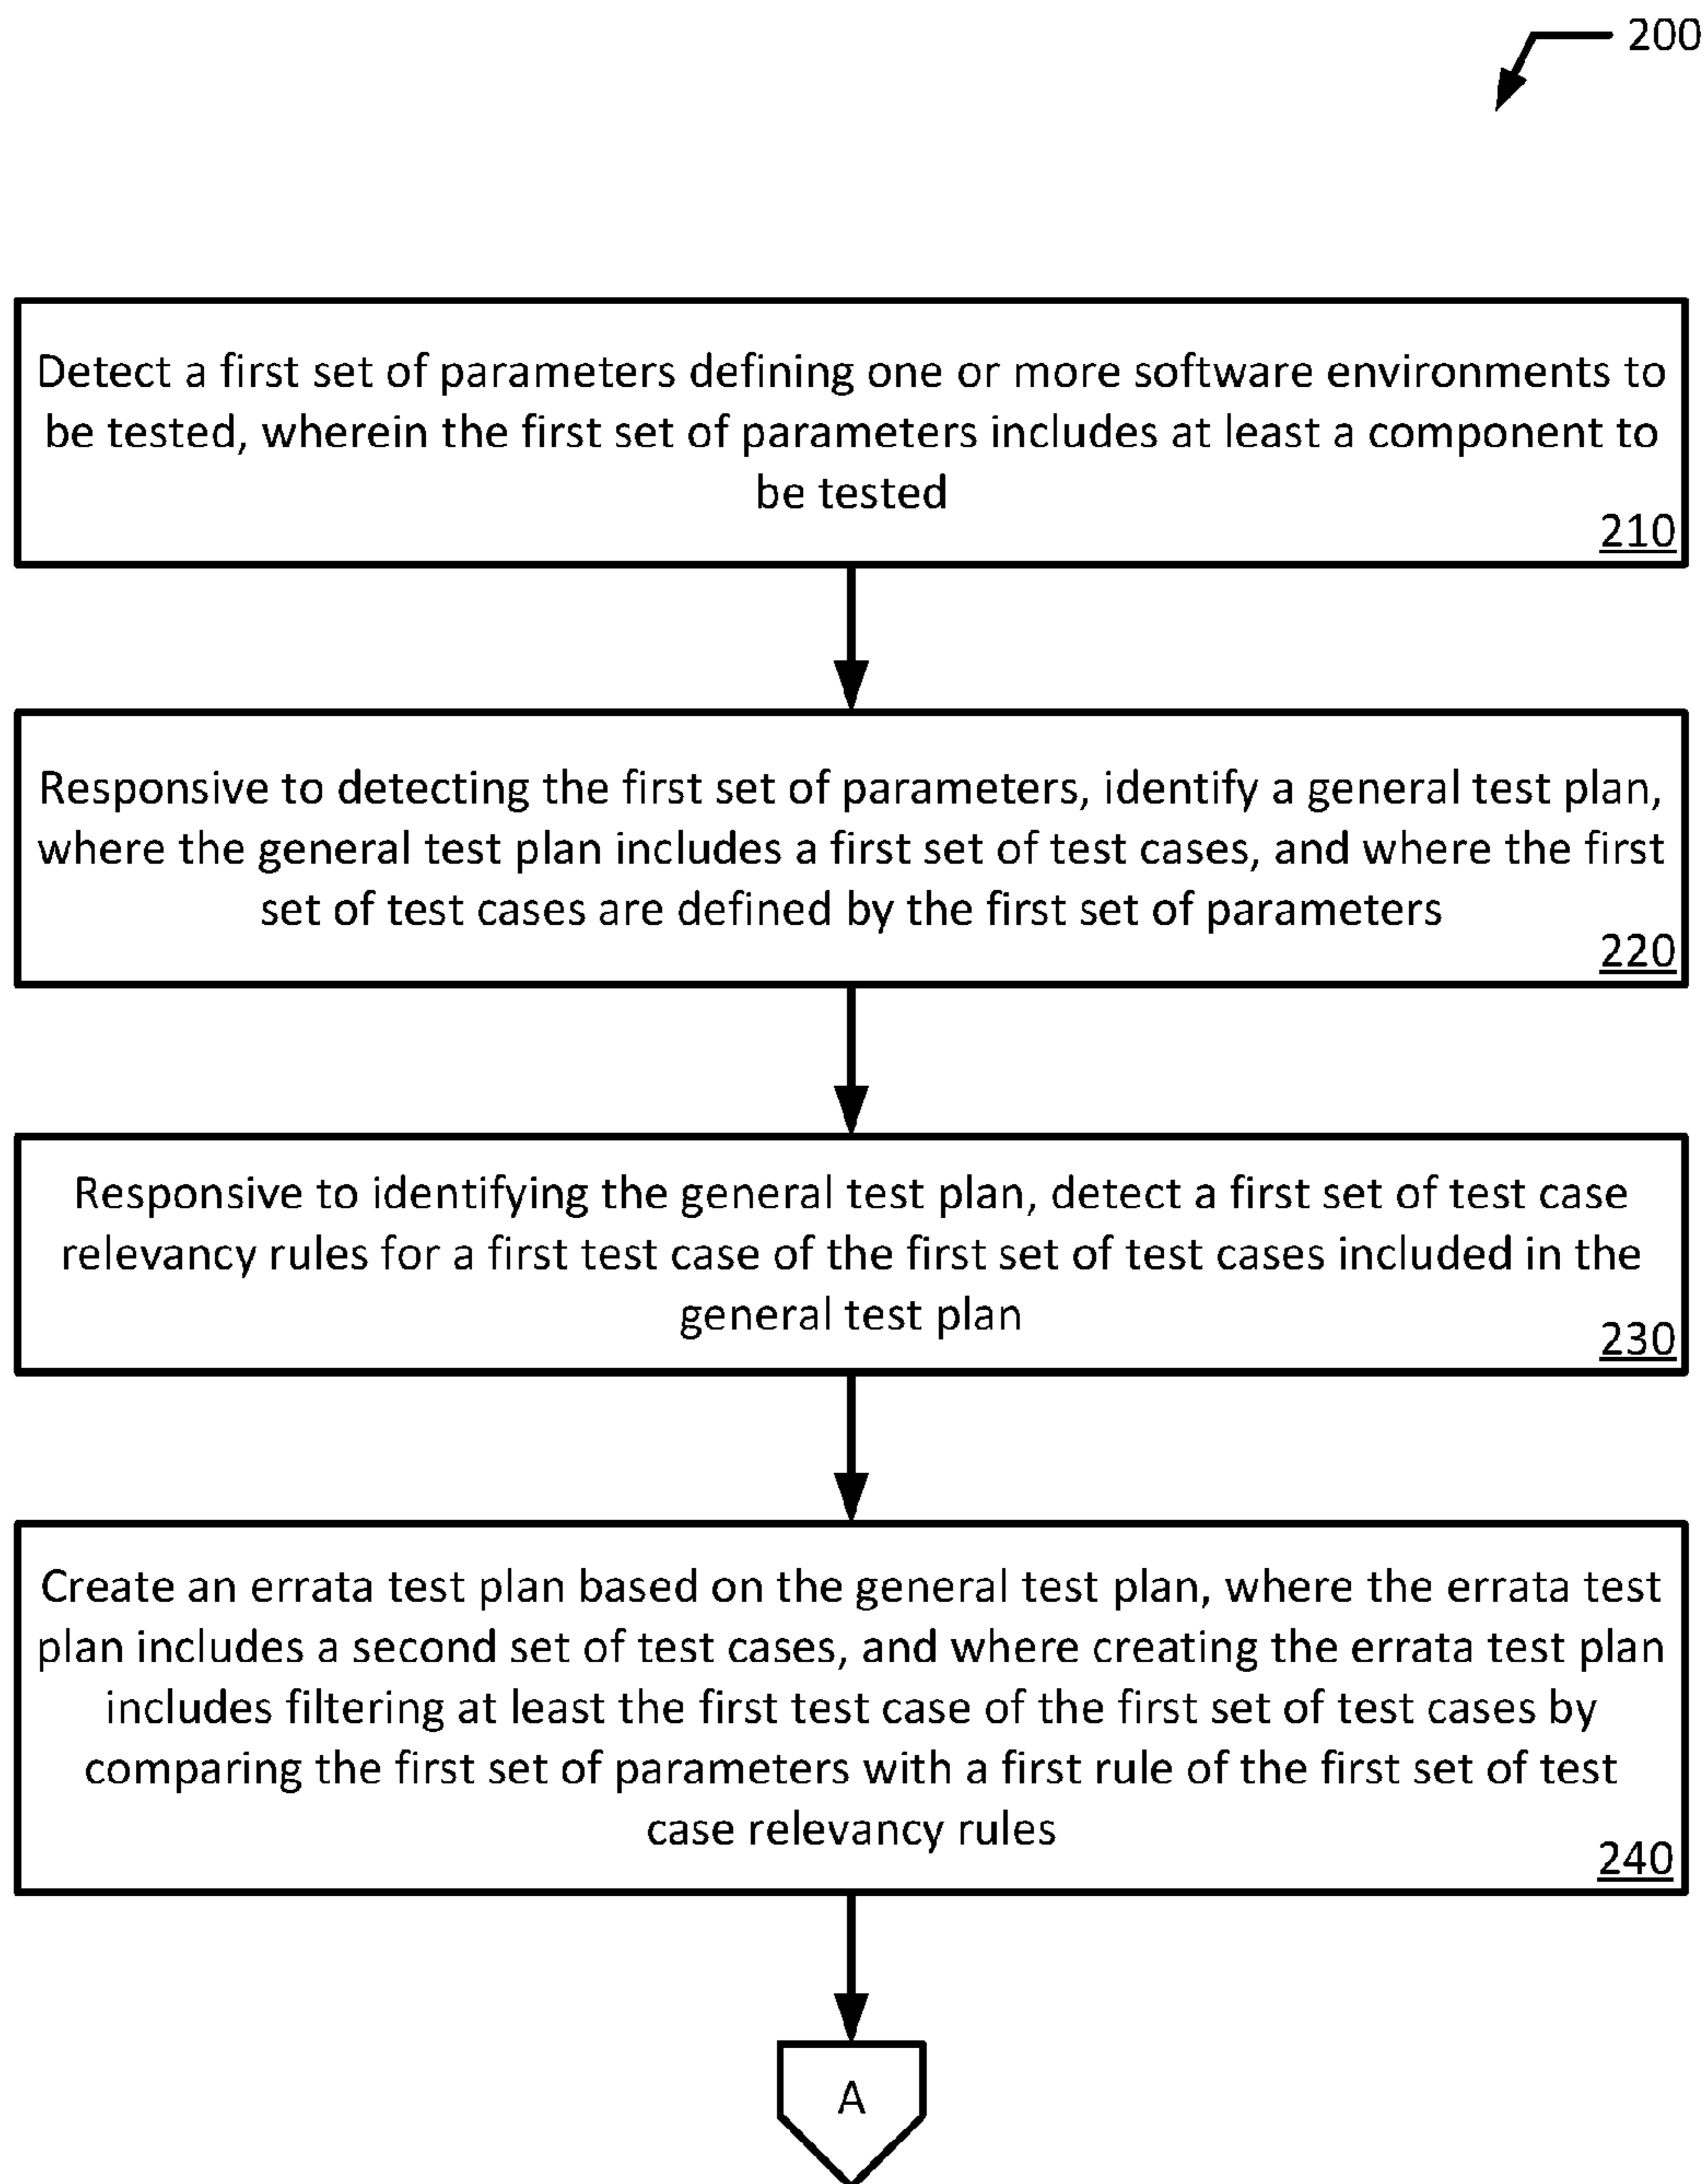 200
Detect a first set of parameters defining one or more software environments to
be tested, wherein the first set of parameters includes at least a component to
be tested
210
Responsive to detecting the first set of parameters, identify a general test plan,
where the general test plan includes a first set of test cases, and where the first
set of test cases are defined by the first set of parameters
220
Responsive to identifying the general test plan, detect a first set of test case
relevancy rules for a first test case of the first set of test cases included in the
general test plan
230
Create an errata test plan based on the general test plan, where the errata test
plan includes a second set of test cases, and where creating the errata test plan
includes filtering at least the first test case of the first set of test cases by
comparing the first set of parameters with a first rule of the first set of test
case relevancy rules
240
A